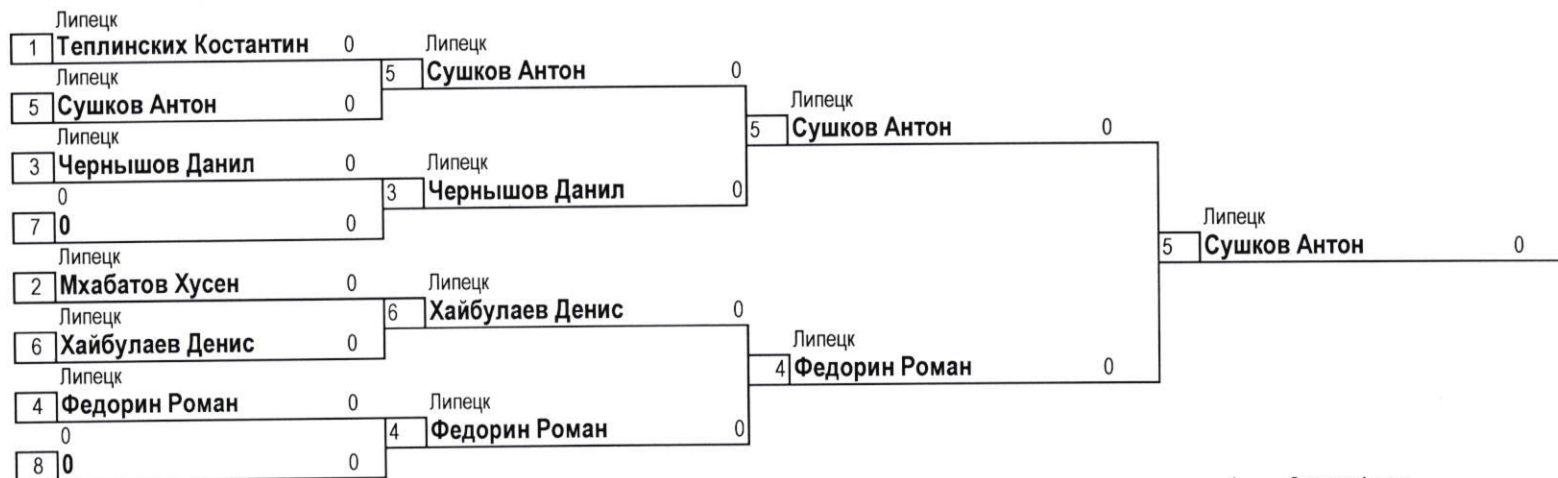 Липецк
1 Теплинских Костантин 0
Липецк
5 Сушков Антон 0
Липецк
3 Чернышов Данил 0
0
7 0 0
Липецк
2 Мхабатов Хусен 0
Липецк
6 Хайбулаев Денис 0
Липецк
4 Федорин Роман 0
0
8 0 0
Липецк
5 Сушков Антон 0
Липецк
3 Чернышов Данил 0
Липецк
6 Хайбулаев Денис 0
Липецк
4 Федорин Роман 0
Липецк
5 Сушков Антон 0
Липецк
4 Федорин Роман 0
Липецк
5 Сушков Антон 0